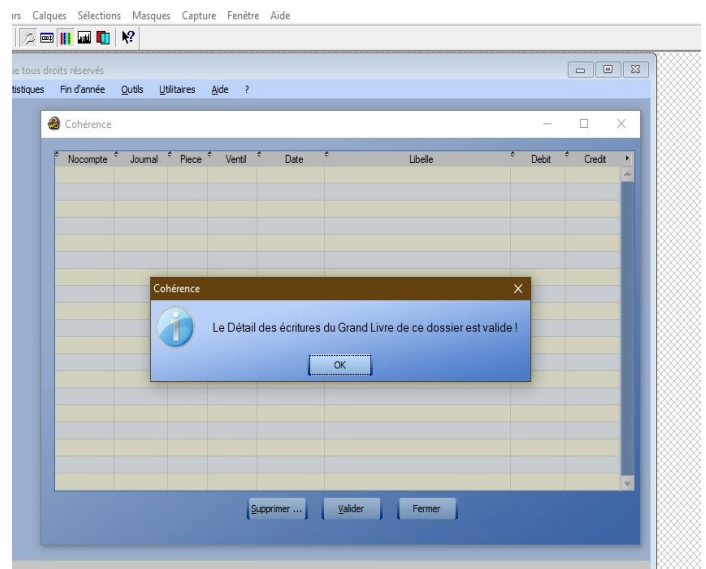 Calques Sélections Masques Capture Fenêtre Aide
tous droits réservés
Fin d'année Outils Utilitaires Aide ?
Cohérence
Nocompte Journal Piece Ventil Date Libelle Debit Credit
Cohérence
Le Détail des écritures du Grand Livre de ce dossier est valide !
OK
Supprimer ... Valider Fermer